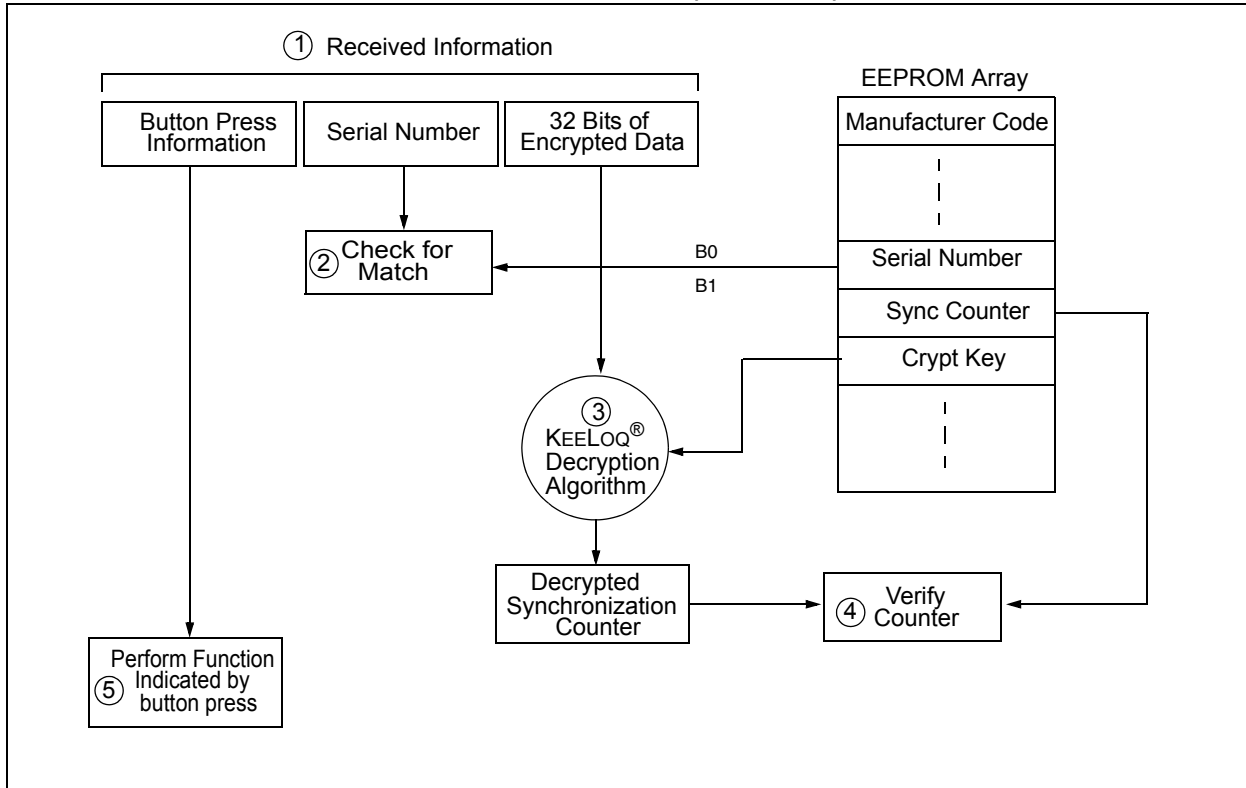 ① Received Information
EEPROM Array
Button Press
Information
Serial Number
32 Bits of
Encrypted Data
Manufacturer Code
② Check for
Match
B0
B1
Serial Number
Sync Counter
Crypt Key
③
KEELOQ®
Decryption
Algorithm
Decrypted
Synchronization
Counter
④ Verify
Counter
Perform Function
⑤ Indicated by
button press